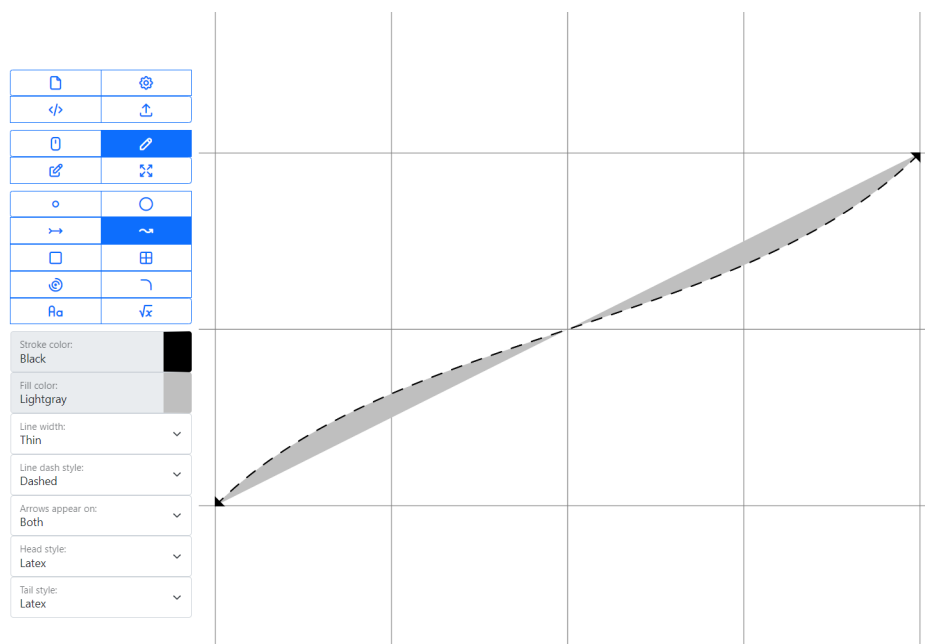 Aa
√x
Stroke color:
Black
Fill color:
Lightgray
Line width:
Thin
Line dash style:
Dashed
Arrows appear on:
Both
Head style:
Latex
Tail style:
Latex